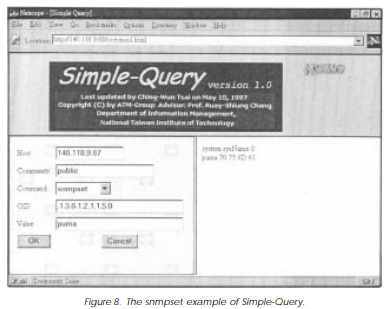 Netscape - [Simple Query]
File Edit View Go Bookmarks Options Directory Window Help
Location:
Simple-Query version 1.0
Last updated by Ching-Wun Tsai on May 10, 1997
Copyright (C) by ATM-Group Advisor: Prof. Ruay-Shiung Chang
Department of Information Management,
National Taiwan Institute of Technology
Host: 140.118.9.67
Community: public
Command: snmpset
OID: .1.3.6.1.2.1.1.5.0
Value: puma
OK Cancel
system.sysName.0
puma 70 75 6D 61
Document: Done
Figure 8. The snmpset example of Simple-Query.